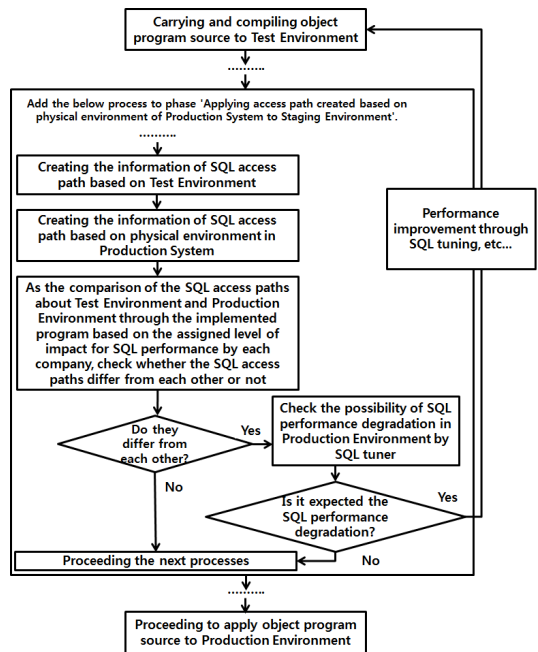 Carrying and compiling object
program source to Test Environment
..........
Add the below process to phase 'Applying access path created based on
physical environment of Production System to Staging Environment'.
..........
Creating the information of SQL access
path based on Test Environment
Creating the information of SQL access
path based on physical environment in
Production System
Performance
improvement through
SQL tuning, etc...
As the comparison of the SQL access paths
about Test Environment and Production
Environment through the implemented
program based on the assigned level of
impact for SQL performance by each
company, check whether the SQL access
paths differ from each other or not
Do they
differ from
each other?
Yes
No
Check the possibility of SQL
performance degradation in
Production Environment by
SQL tuner
Is it expected the
SQL performance
degradation?
Yes
No
Proceeding the next processes
..........
Proceeding to apply object program
source to Production Environment